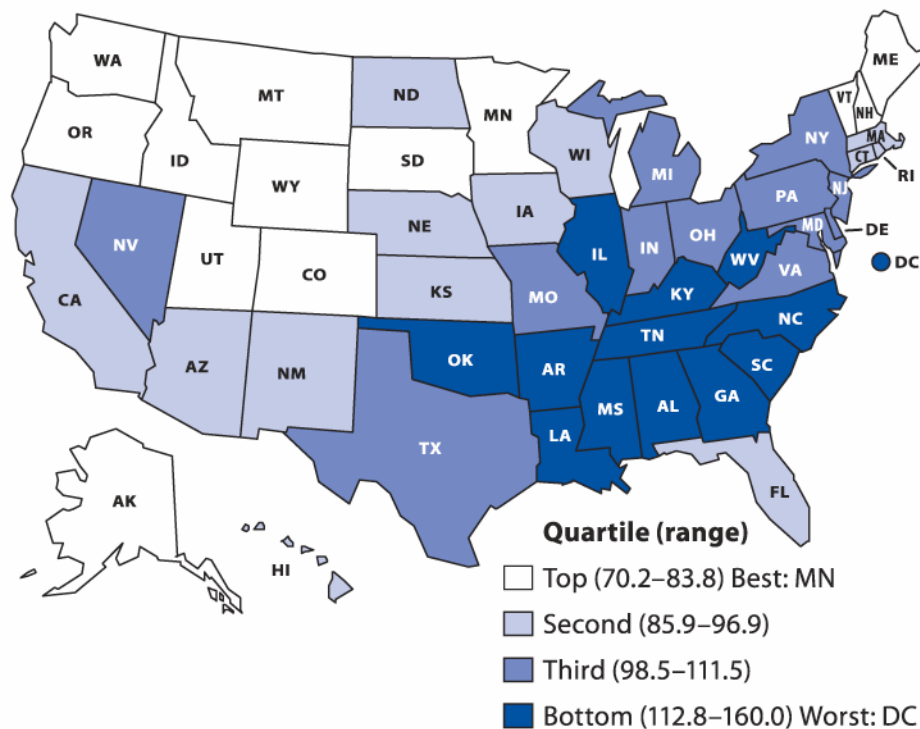 WA
MT
ND
MN
ME
VT
NH
OR
ID
SD
WI
NY
MA
CT
RI
WY
MI
IA
PA
NJ
NE
NV
UT
CO
IL
IN
OH
MD
DE
WV
DC
CA
KS
MO
VA
KY
AZ
NM
OK
AR
TN
NC
SC
MS
AL
GA
LA
TX
FL
AK
HI
Quartile (range)
Top (70.2–83.8) Best: MN
Second (85.9–96.9)
Third (98.5–111.5)
Bottom (112.8–160.0) Worst: DC